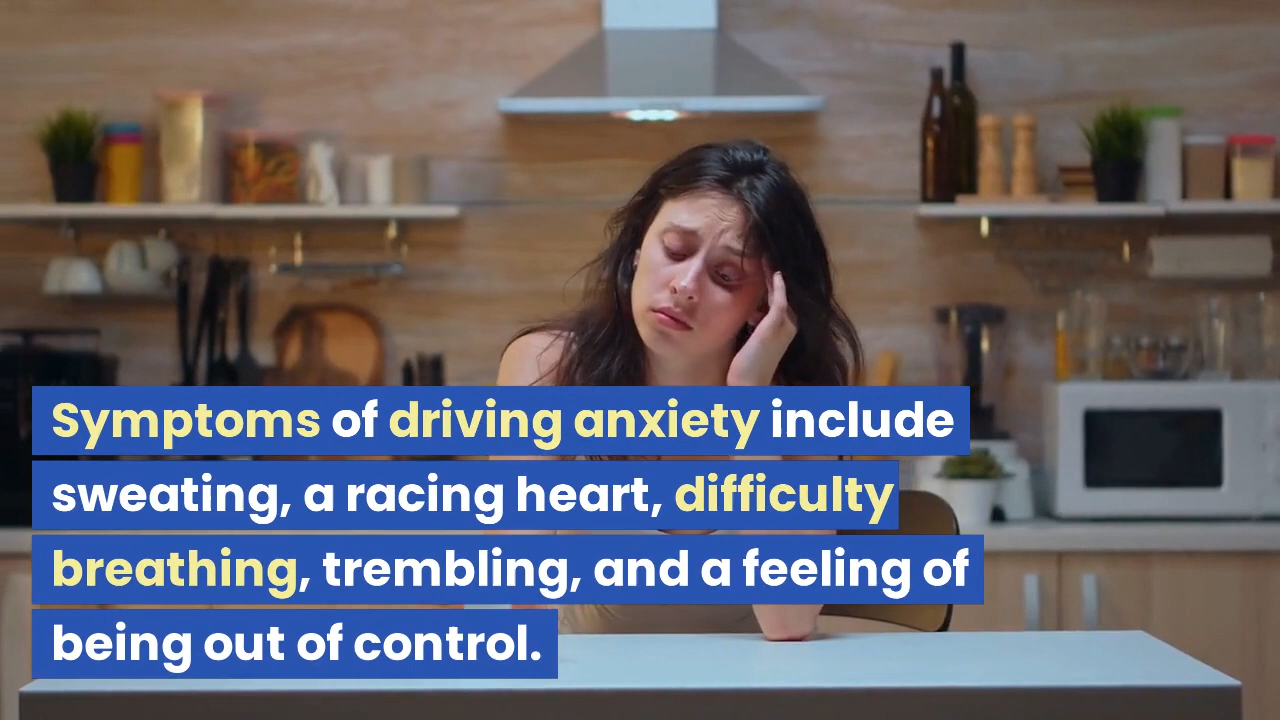 Symptoms of driving anxiety include
sweating, a racing heart, difficulty
breathing, trembling, and a feeling of
being out of control.